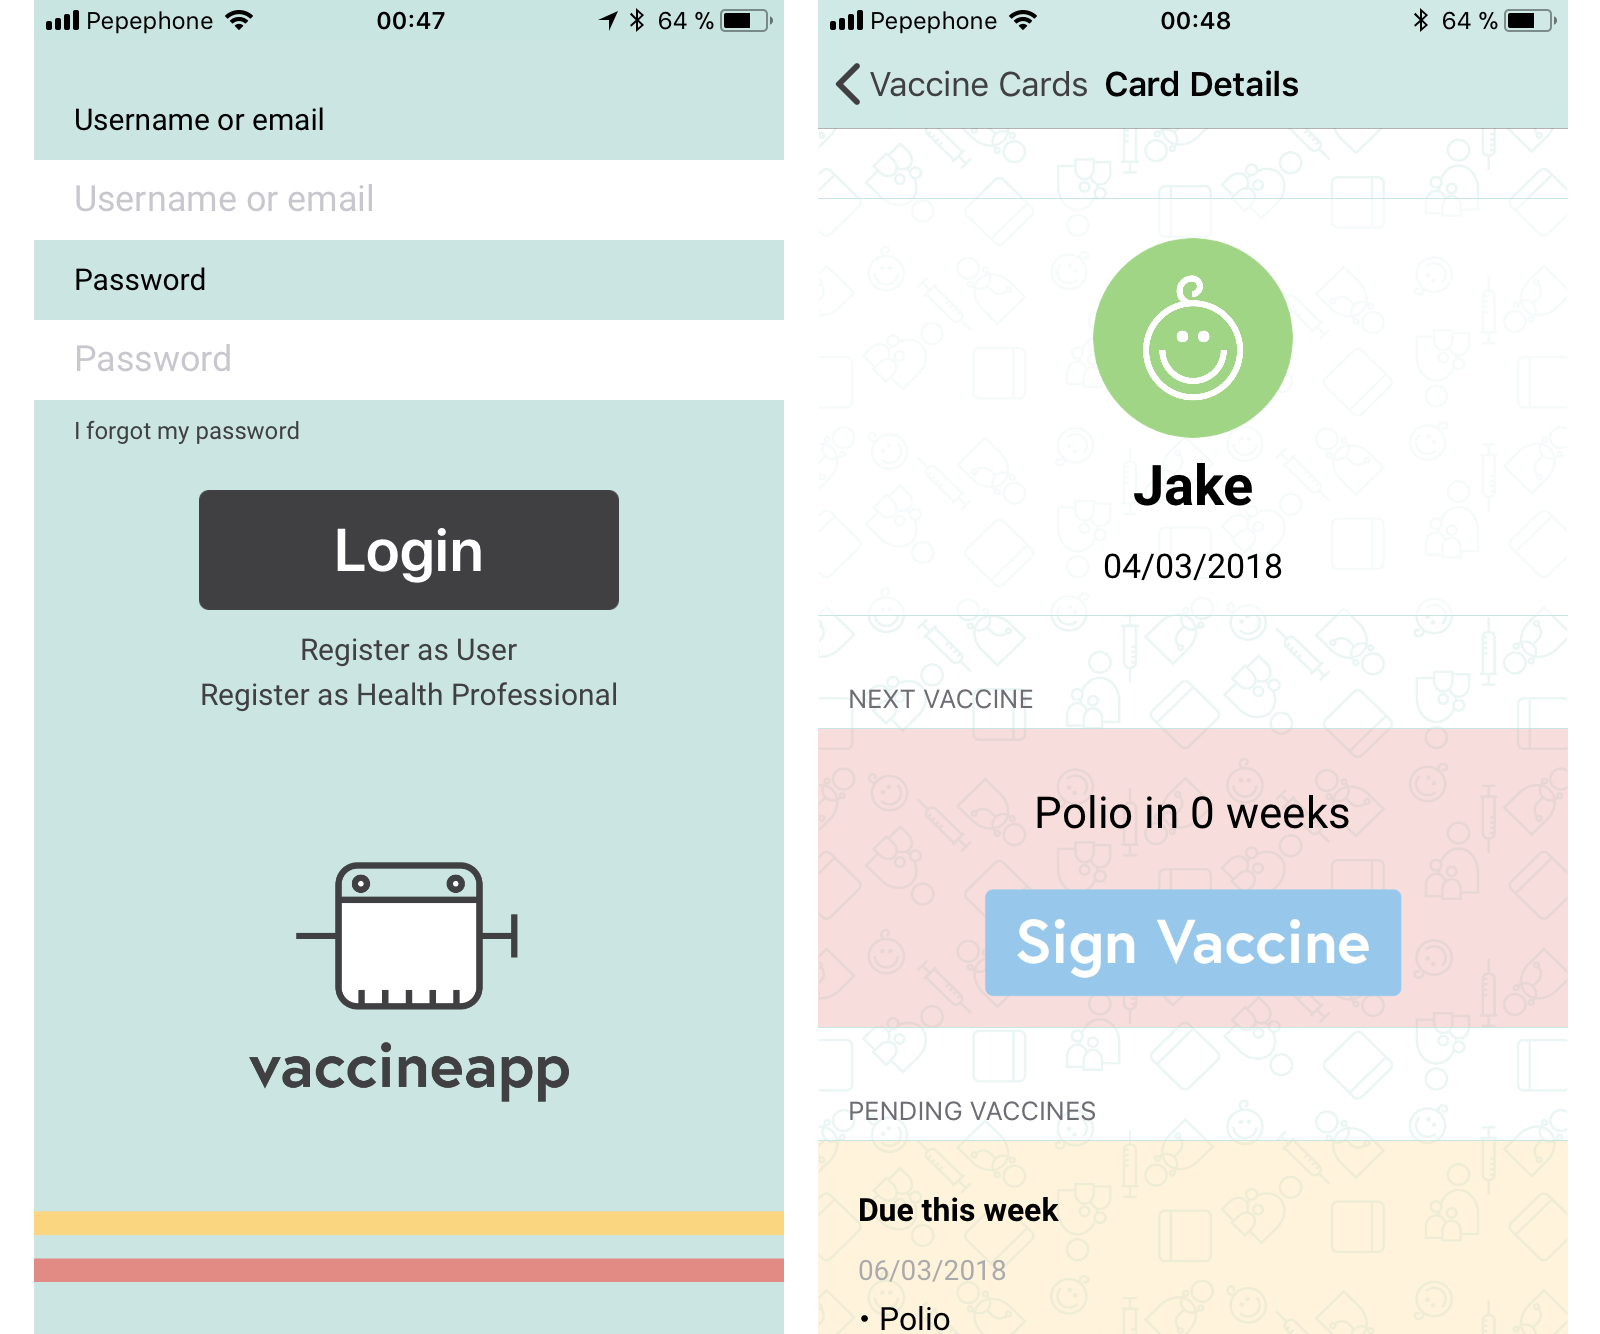 Pepephone 00:47 64 %
Username or email
Username or email
Password
Password
I forgot my password
Login
Register as User
Register as Health Professional
vaccineapp
Pepephone 00:48 64 %
Vaccine Cards Card Details
Jake
04/03/2018
NEXT VACCINE
Polio in 0 weeks
Sign Vaccine
PENDING VACCINES
Due this week
06/03/2018
• Polio